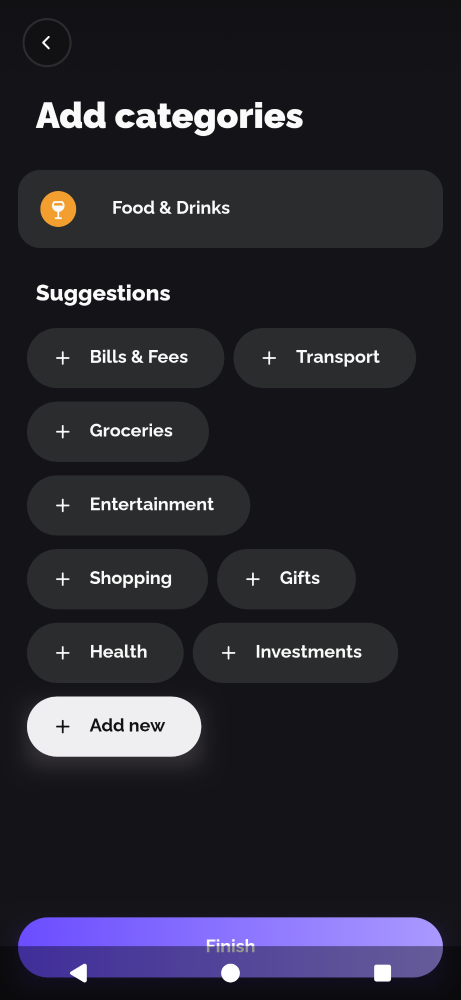 Add categories
Food & Drinks
Suggestions
Bills & Fees
Transport
Groceries
Entertainment
Shopping
Gifts
Health
Investments
Add new
Finish